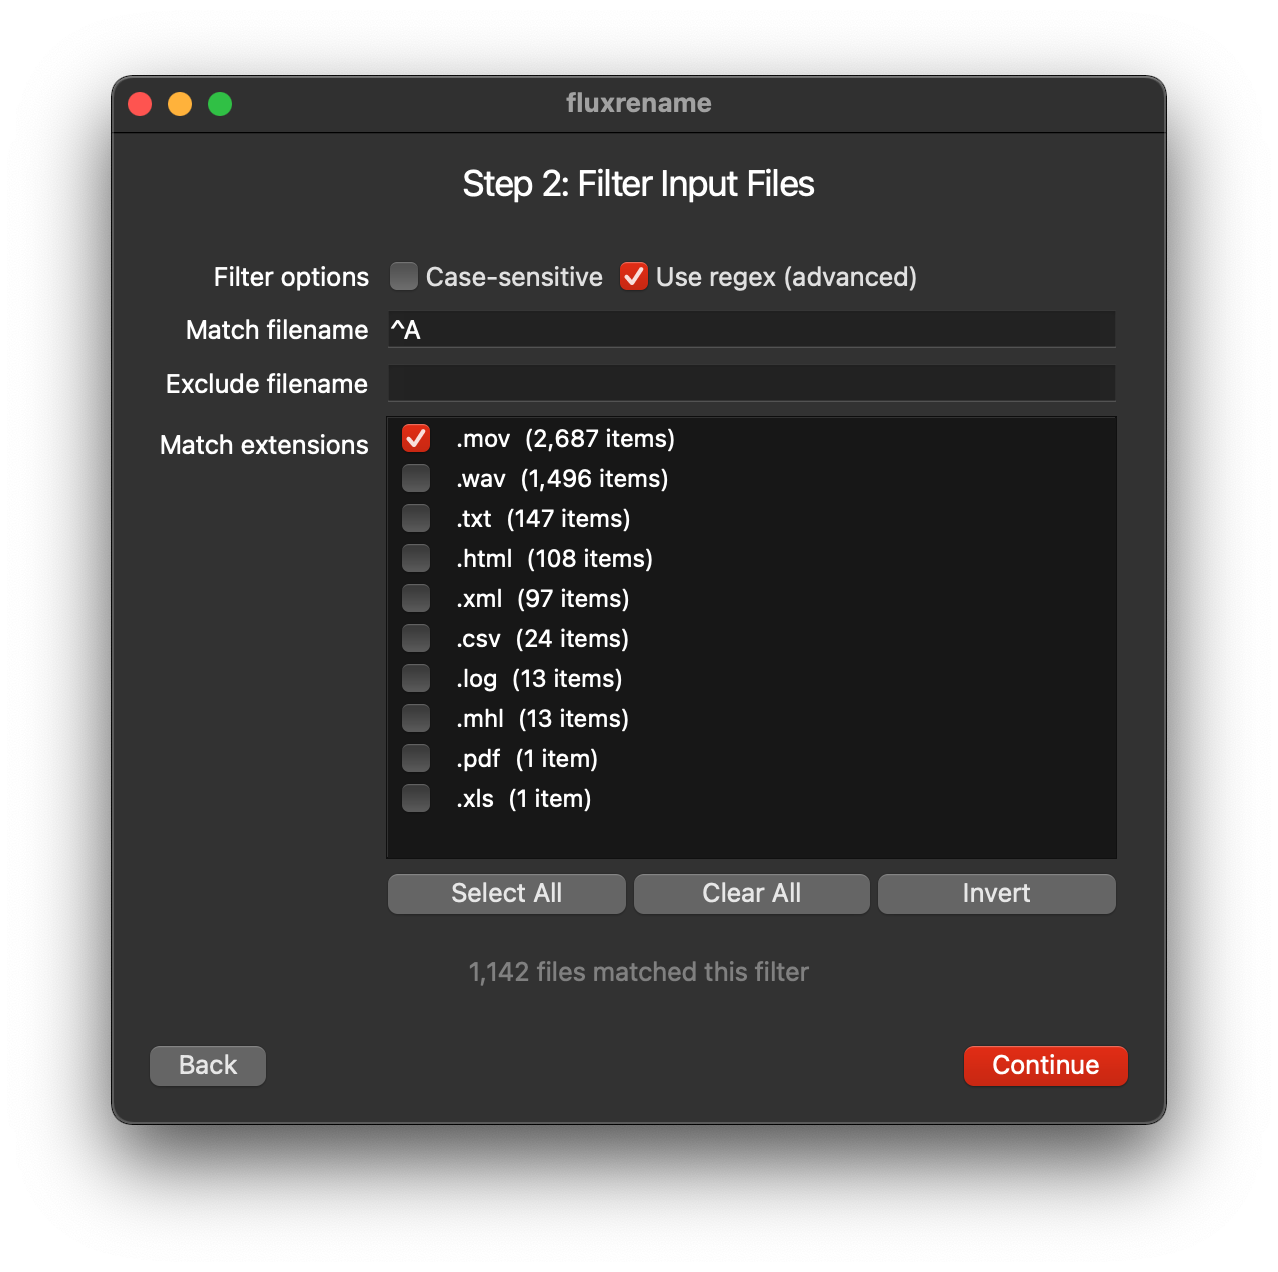 fluxrename
Step 2: Filter Input Files
Filter options Case-sensitive Use regex (advanced)
Match filename ^A
Exclude filename
Match extensions
.mov (2,687 items)
.wav (1,496 items)
.txt (147 items)
.html (108 items)
.xml (97 items)
.csv (24 items)
.log (13 items)
.mhl (13 items)
.pdf (1 item)
.xls (1 item)
Select All Clear All Invert
1,142 files matched this filter
Back Continue